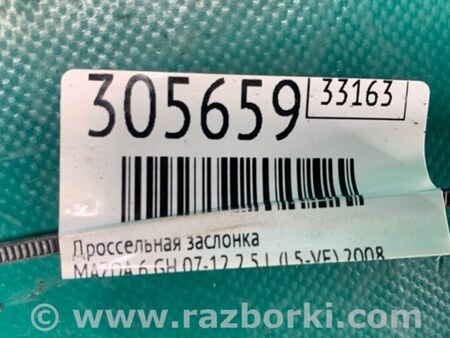 305659 33163
Дроссельная заслонка
MAZDA 6 GH 07-12 2.5 L (L5-VE) 2008
www.razborki.com